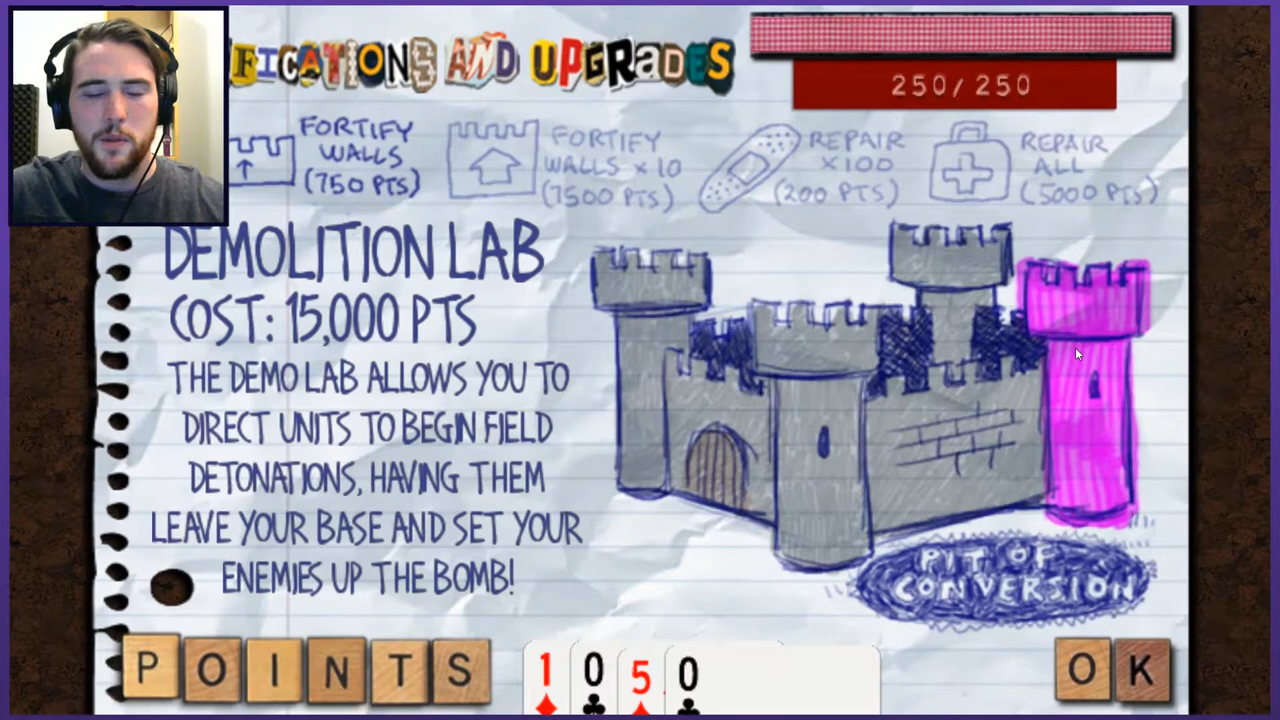 FICATIONS AND UPGRADES
250/250
FORTIFY
WALLS
(750 PTS)
FORTIFY
WALLS x10
(7500 PTS)
REPAIR
x100
(200 PTS)
REPAIR
ALL
(5000 PTS)
DEMOLITION LAB
COST: 15,000 PTS
THE DEMO LAB ALLOWS YOU TO
DIRECT UNITS TO BEGIN FIELD
DETONATIONS, HAVING THEM
LEAVE YOUR BASE AND SET YOUR
ENEMIES UP THE BOMB!
PIT OF
CONVERSION
POINTS
1050
OK